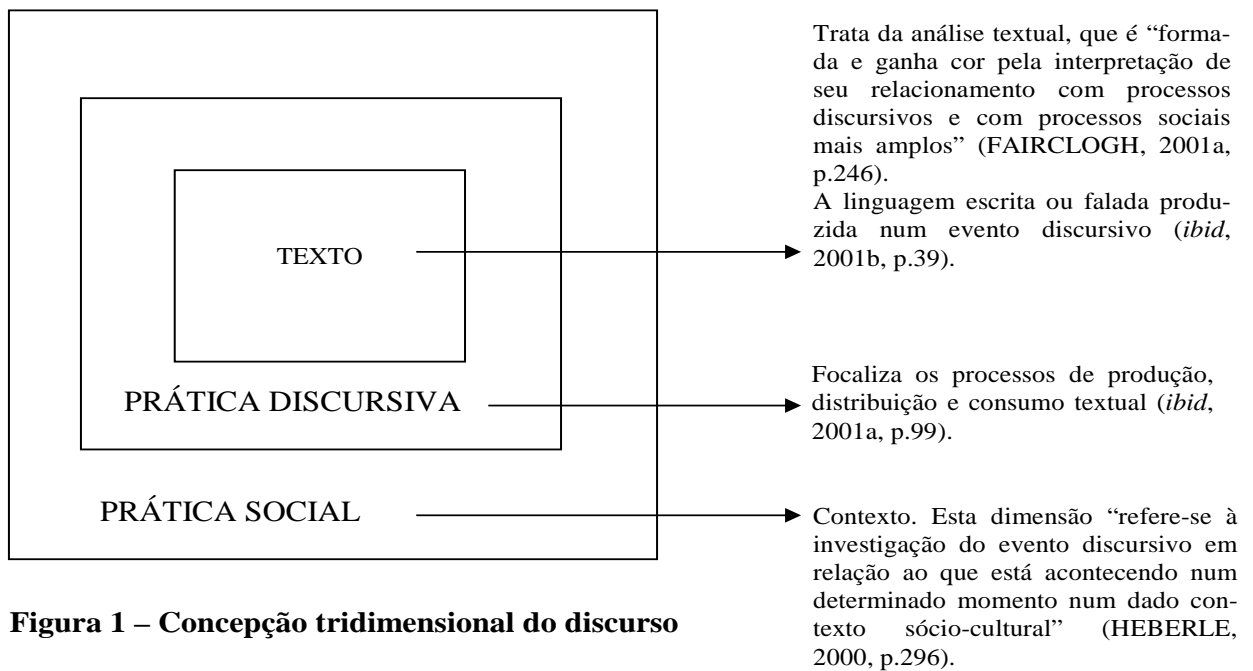 Trata da análise textual, que é “forma-
da e ganha cor pela interpretação de
seu relacionamento com processos
discursivos e com processos sociais
mais amplos” (FAIRCLOGH, 2001a,
p.246).
A linguagem escrita ou falada produ-
zida num evento discursivo (ibid,
2001b, p.39).
TEXTO
Focaliza os processos de produção,
distribuição e consumo textual (ibid,
2001a, p.99).
PRÁTICA DISCURSIVA
PRÁTICA SOCIAL
Contexto. Esta dimensão “refere-se à
investigação do evento discursivo em
relação ao que está acontecendo num
determinado momento num dado con-
texto sócio-cultural” (HEBERLE,
2000, p.296).
Figura 1 – Concepção tridimensional do discurso